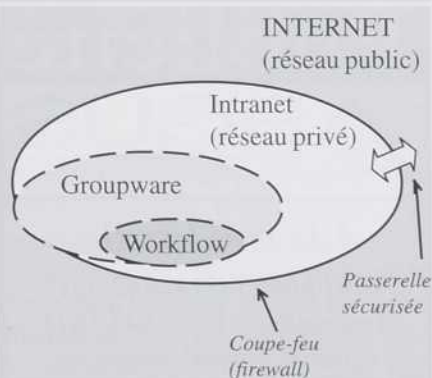 INTERNET
(réseau public)
Intranet
(réseau privé)
Groupware
Workflow
Passerelle
sécurisée
Coupe-feu
(firewall)